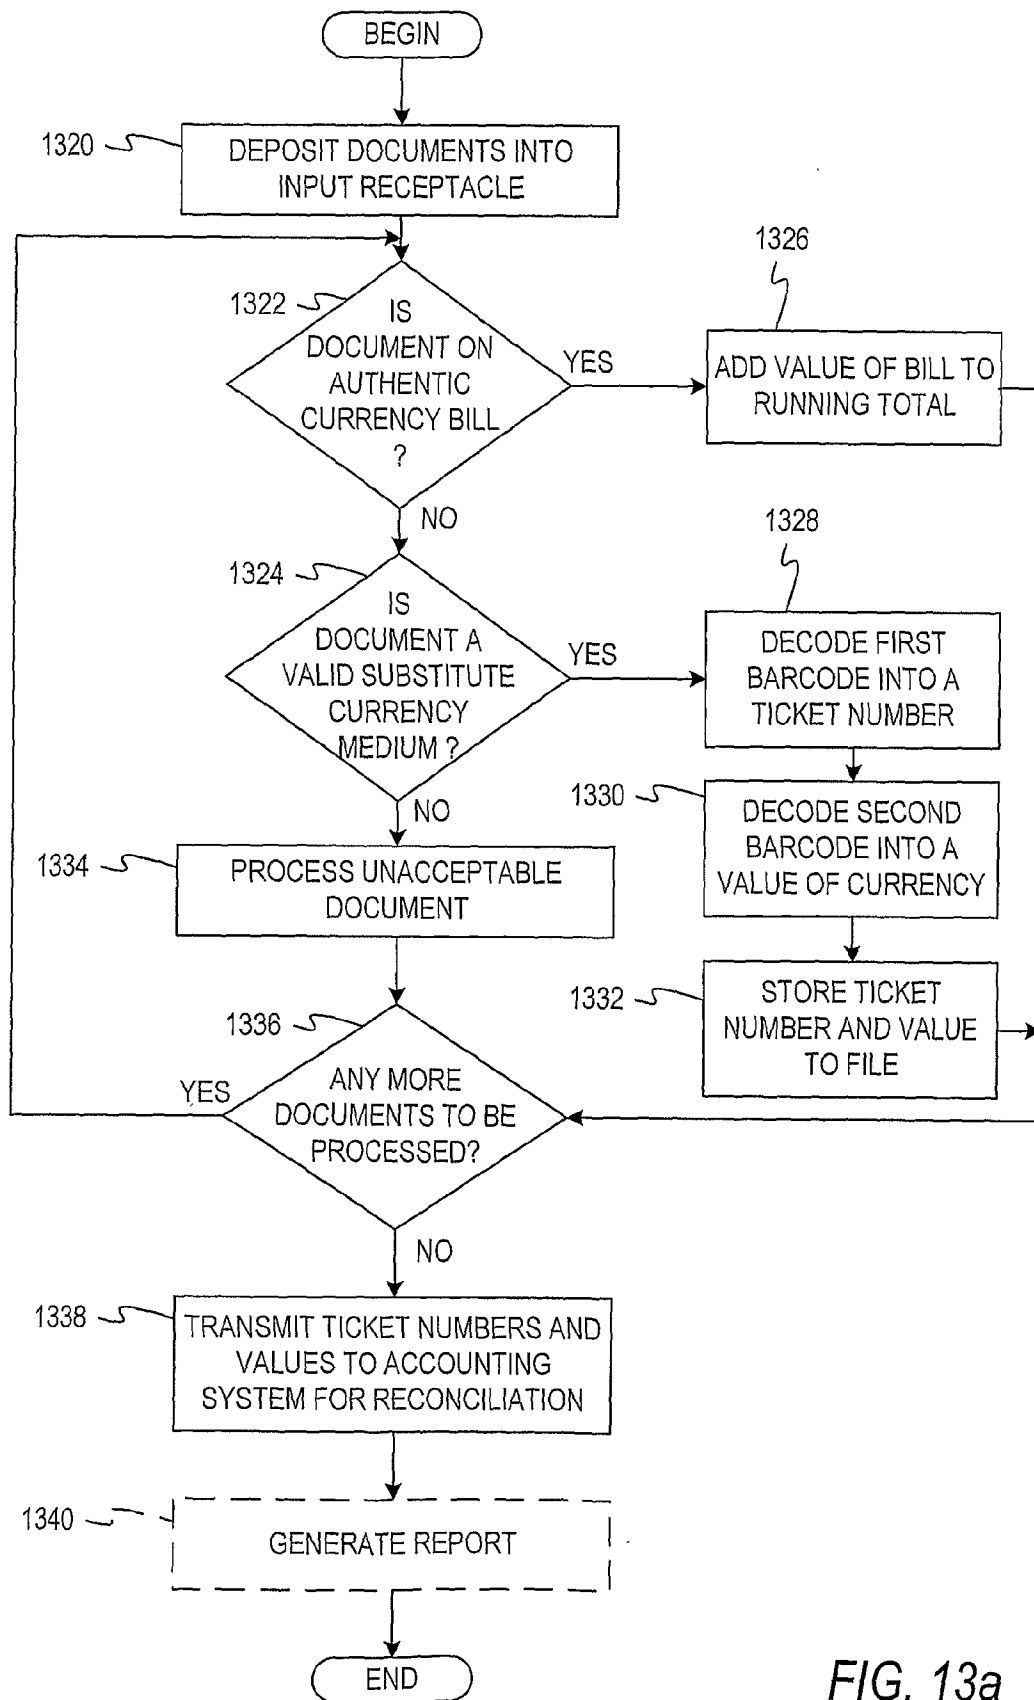 BEGIN
1320
DEPOSIT DOCUMENTS INTO
INPUT RECEPTACLE
1322
IS
DOCUMENT ON
AUTHENTIC
CURRENCY BILL
?
YES
1326
ADD VALUE OF BILL TO
RUNNING TOTAL
NO
1324
IS
DOCUMENT A
VALID SUBSTITUTE
CURRENCY
MEDIUM ?
YES
1328
DECODE FIRST
BARCODE INTO A
TICKET NUMBER
1330
DECODE SECOND
BARCODE INTO A
VALUE OF CURRENCY
1332
STORE TICKET
NUMBER AND VALUE
TO FILE
NO
1334
PROCESS UNACCEPTABLE
DOCUMENT
1336
ANY MORE
DOCUMENTS TO BE
PROCESSED?
YES
NO
1338
TRANSMIT TICKET NUMBERS AND
VALUES TO ACCOUNTING
SYSTEM FOR RECONCILIATION
1340
GENERATE REPORT
END
FIG. 13a